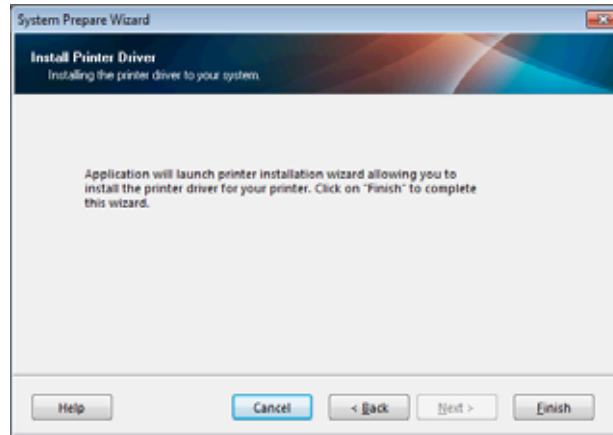 System Prepare Wizard
Install Printer Driver
Installing the printer driver to your system.
Application will launch printer installation wizard allowing you to
install the printer driver for your printer. Click on "Finish" to complete
this wizard.
Help Cancel < Back Next > Finish